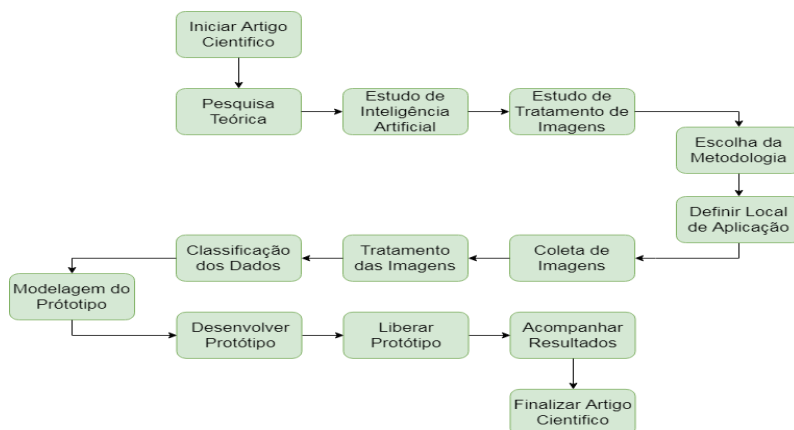 Iniciar Artigo
Cientifico
Pesquisa
Teórica
Estudo de
Inteligência
Artificial
Estudo de
Tratamento de
Imagens
Escolha da
Metodologia
Definir Local
de Aplicação
Coleta de
Imagens
Tratamento
das Imagens
Classificação
dos Dados
Modelagem do
Prótotipo
Desenvolver
Protótipo
Liberar
Protótipo
Acompanhar
Resultados
Finalizar Artigo
Cientifico